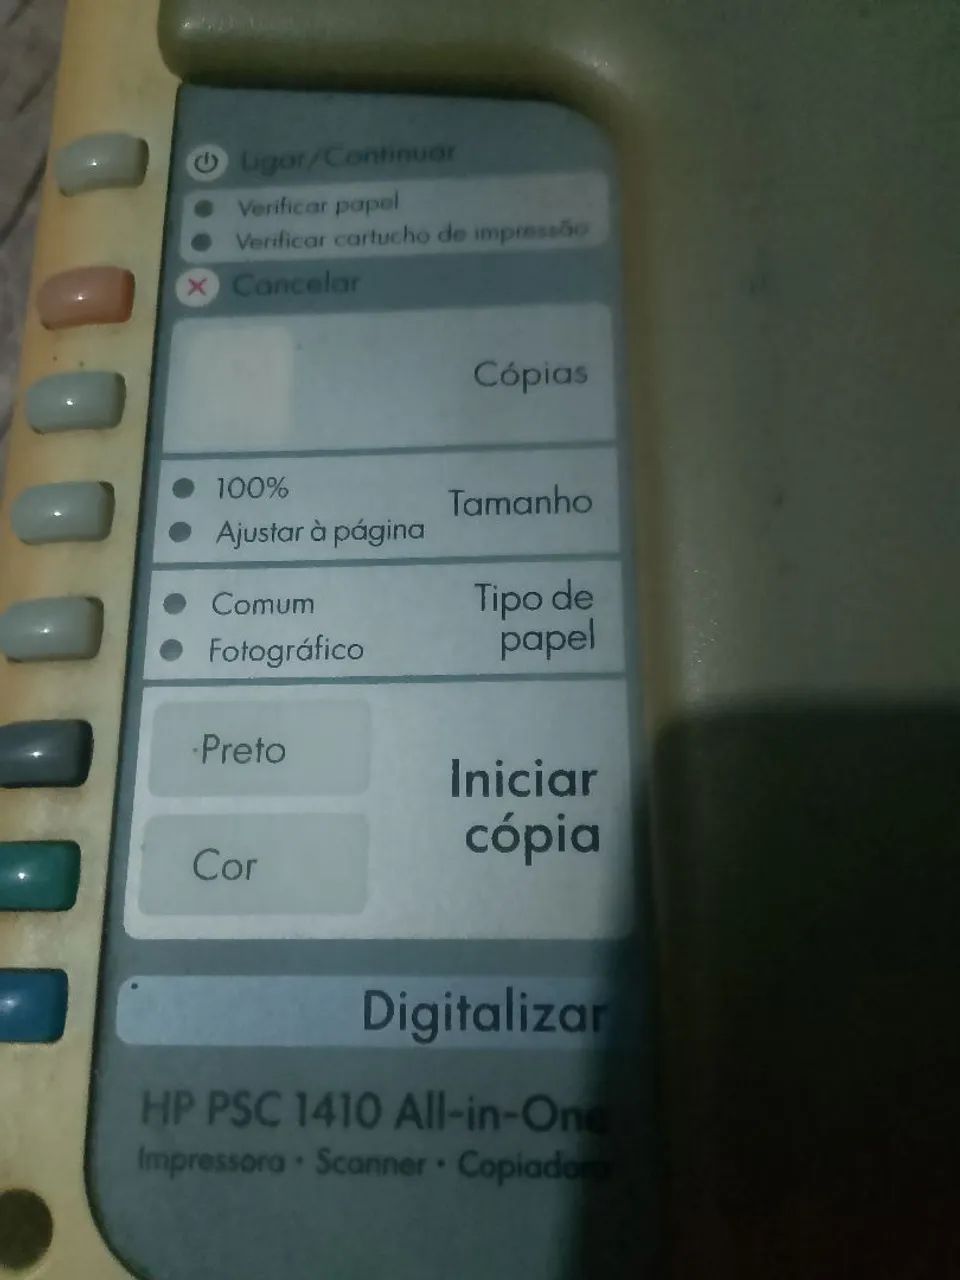 Ligar/Continuar
Verificar papel
Verificar cartucho de impressão
Cancelar
Cópias
100%
Ajustar à página
Tamanho
Comum
Fotográfico
Tipo de
papel
Preto
Cor
Iniciar
cópia
Digitalizar
HP PSC 1410 All-in-One
Impressora • Scanner • Copiadora